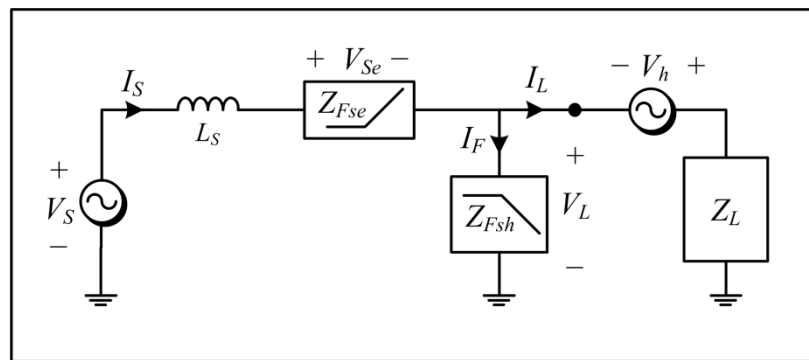 + V_Se −
− V_h +
I_S
I_L
Z_Fse
L_S
I_F
+
+
V_S
Z_Fsh
V_L
Z_L
−
−